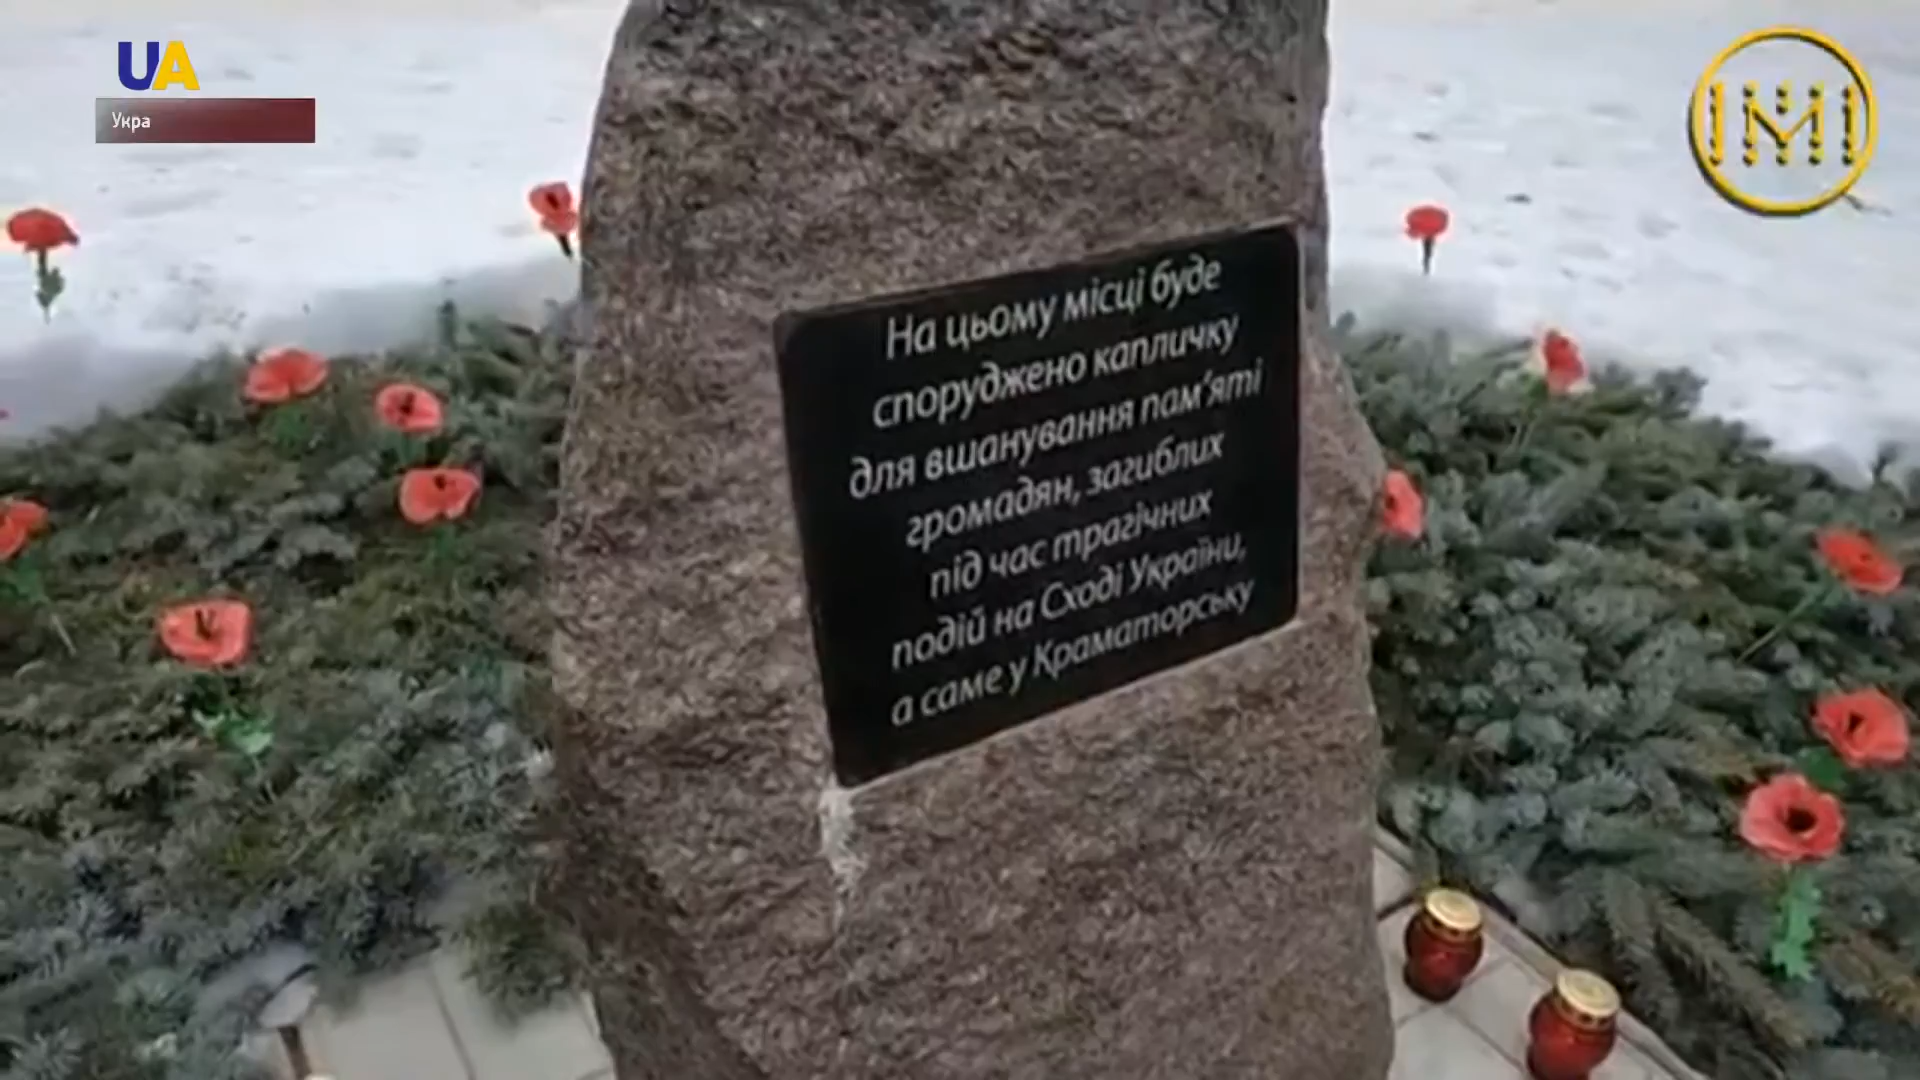 UA
Укра
IMI
На цьому місці буде
споруджено капличку
для вшанування пам'яті
громадян, загиблих
під час трагічних
подій на Сході України,
а саме у Краматорську